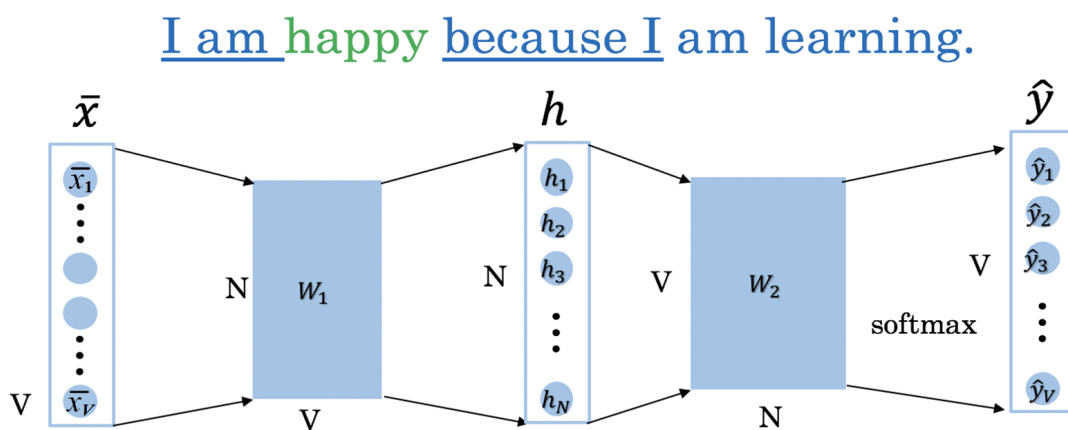 I am happy because I am learning.
x̄ h ŷ
x̄₁ h₁ ŷ₁
h₂ ŷ₂
h₃ ŷ₃
N W₁ N V W₂ V
softmax
V x̄V hN ŷV
V N